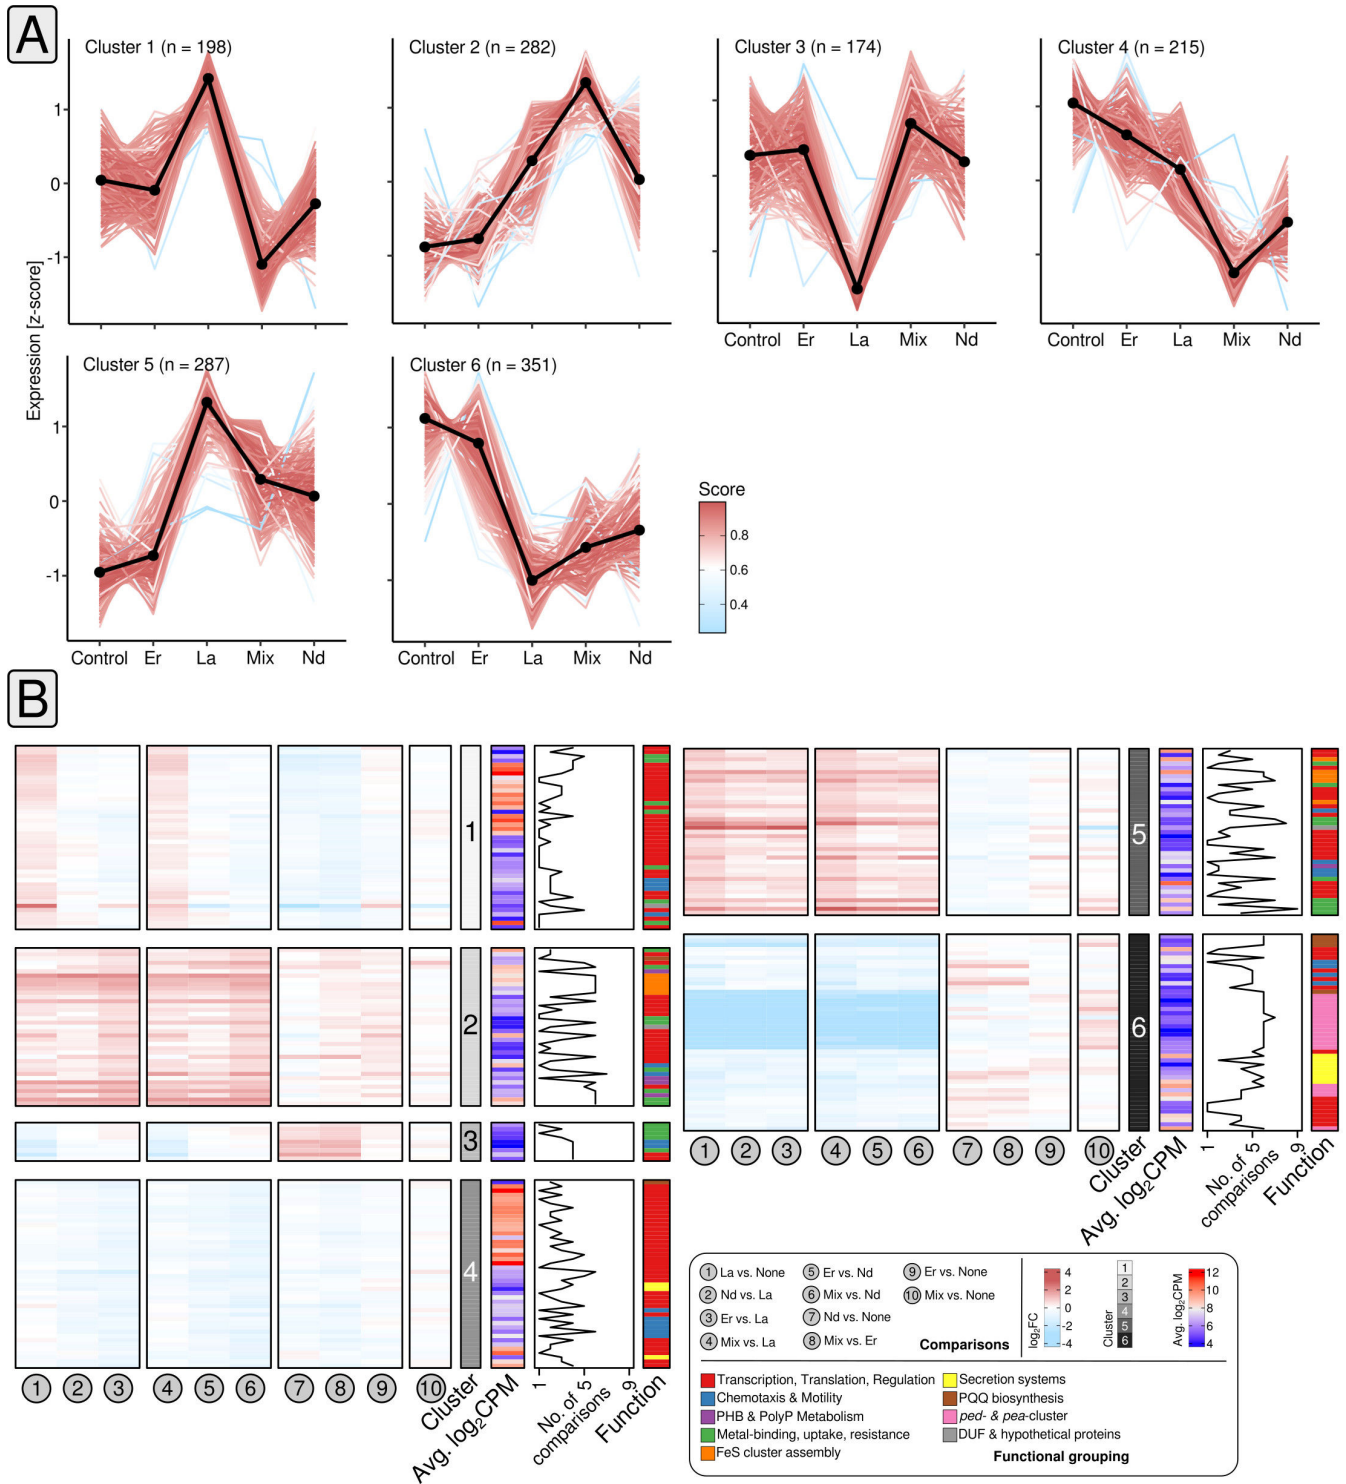 A
Cluster 1 (n = 198)
Cluster 2 (n = 282)
Cluster 3 (n = 174)
Cluster 4 (n = 215)
1
0
-1
Control Er La Mix Nd
Control Er La Mix Nd
Expression [z-score]
Cluster 5 (n = 287)
Cluster 6 (n = 351)
1
0
-1
Control Er La Mix Nd
Control Er La Mix Nd
Score
0.8
0.6
0.4
B
1
2
3
4
5
6
1 2 3 4 5 6 7 8 9 10
Cluster
Avg. log2CPM
1 5 9
No. of comparisons
Function
1 2 3 4 5 6 7 8 9 10
Cluster
Avg. log2CPM
1 5 9
No. of comparisons
Function
1 La vs. None
2 Nd vs. La
3 Er vs. La
4 Mix vs. La
5 Er vs. Nd
6 Mix vs. Nd
7 Nd vs. None
8 Mix vs. Er
9 Er vs. None
10 Mix vs. None
Comparisons
log2FC
4
2
0
-2
-4
Cluster
1
2
3
4
5
6
Avg. log2CPM
12
10
8
6
4
Transcription, Translation, Regulation
Chemotaxis & Motility
PHB & PolyP Metabolism
Metal-binding, uptake, resistance
FeS cluster assembly
Secretion systems
PQQ biosynthesis
ped- & pea-cluster
DUF & hypothetical proteins
Functional grouping